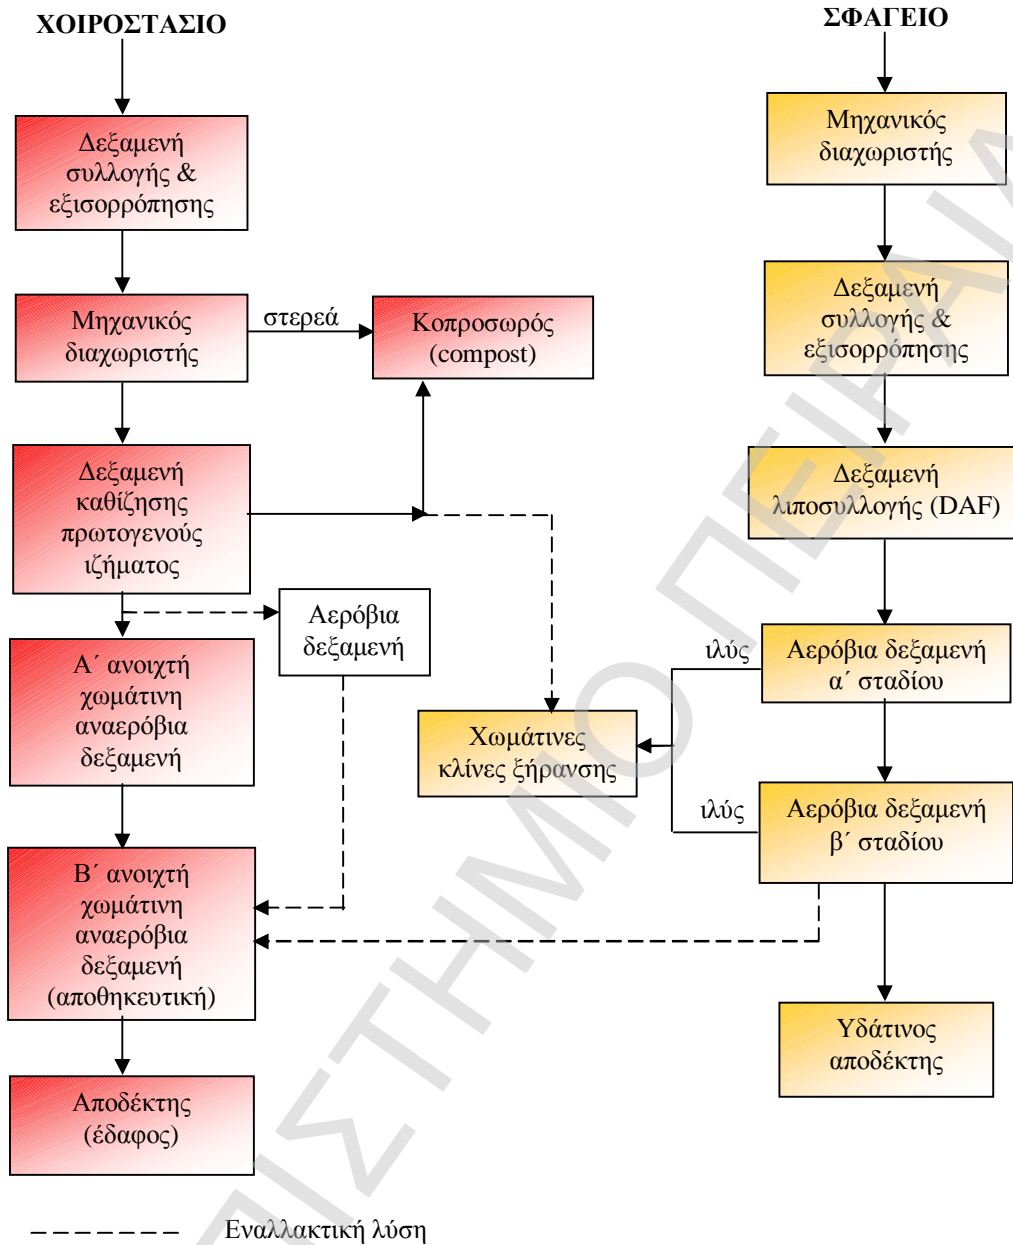 ΧΟΙΡΟΣΤΑΣΙΟ
Δεξαμενή
συλλογής &
εξισορρόπησης
Μηχανικός
διαχωριστής
στερεά
Κοπροσωρός
(compost)
Δεξαμενή
καθίζησης
πρωτογενούς
ιζήματος
Αερόβια
δεξαμενή
Α΄ ανοιχτή
χωμάτινη
αναερόβια
δεξαμενή
Β΄ ανοιχτή
χωμάτινη
αναερόβια
δεξαμενή
(αποθηκευτική)
Αποδέκτης
(έδαφος)
ΣΦΑΓΕΙΟ
Μηχανικός
διαχωριστής
Δεξαμενή
συλλογής &
εξισορρόπησης
Δεξαμενή
λιποσυλλογής (DAF)
Αερόβια δεξαμενή
α΄ σταδίου
ιλύς
Χωμάτινες
κλίνες ξήρανσης
ιλύς
Αερόβια δεξαμενή
β΄ σταδίου
Υδάτινος
αποδέκτης
Εναλλακτική λύση